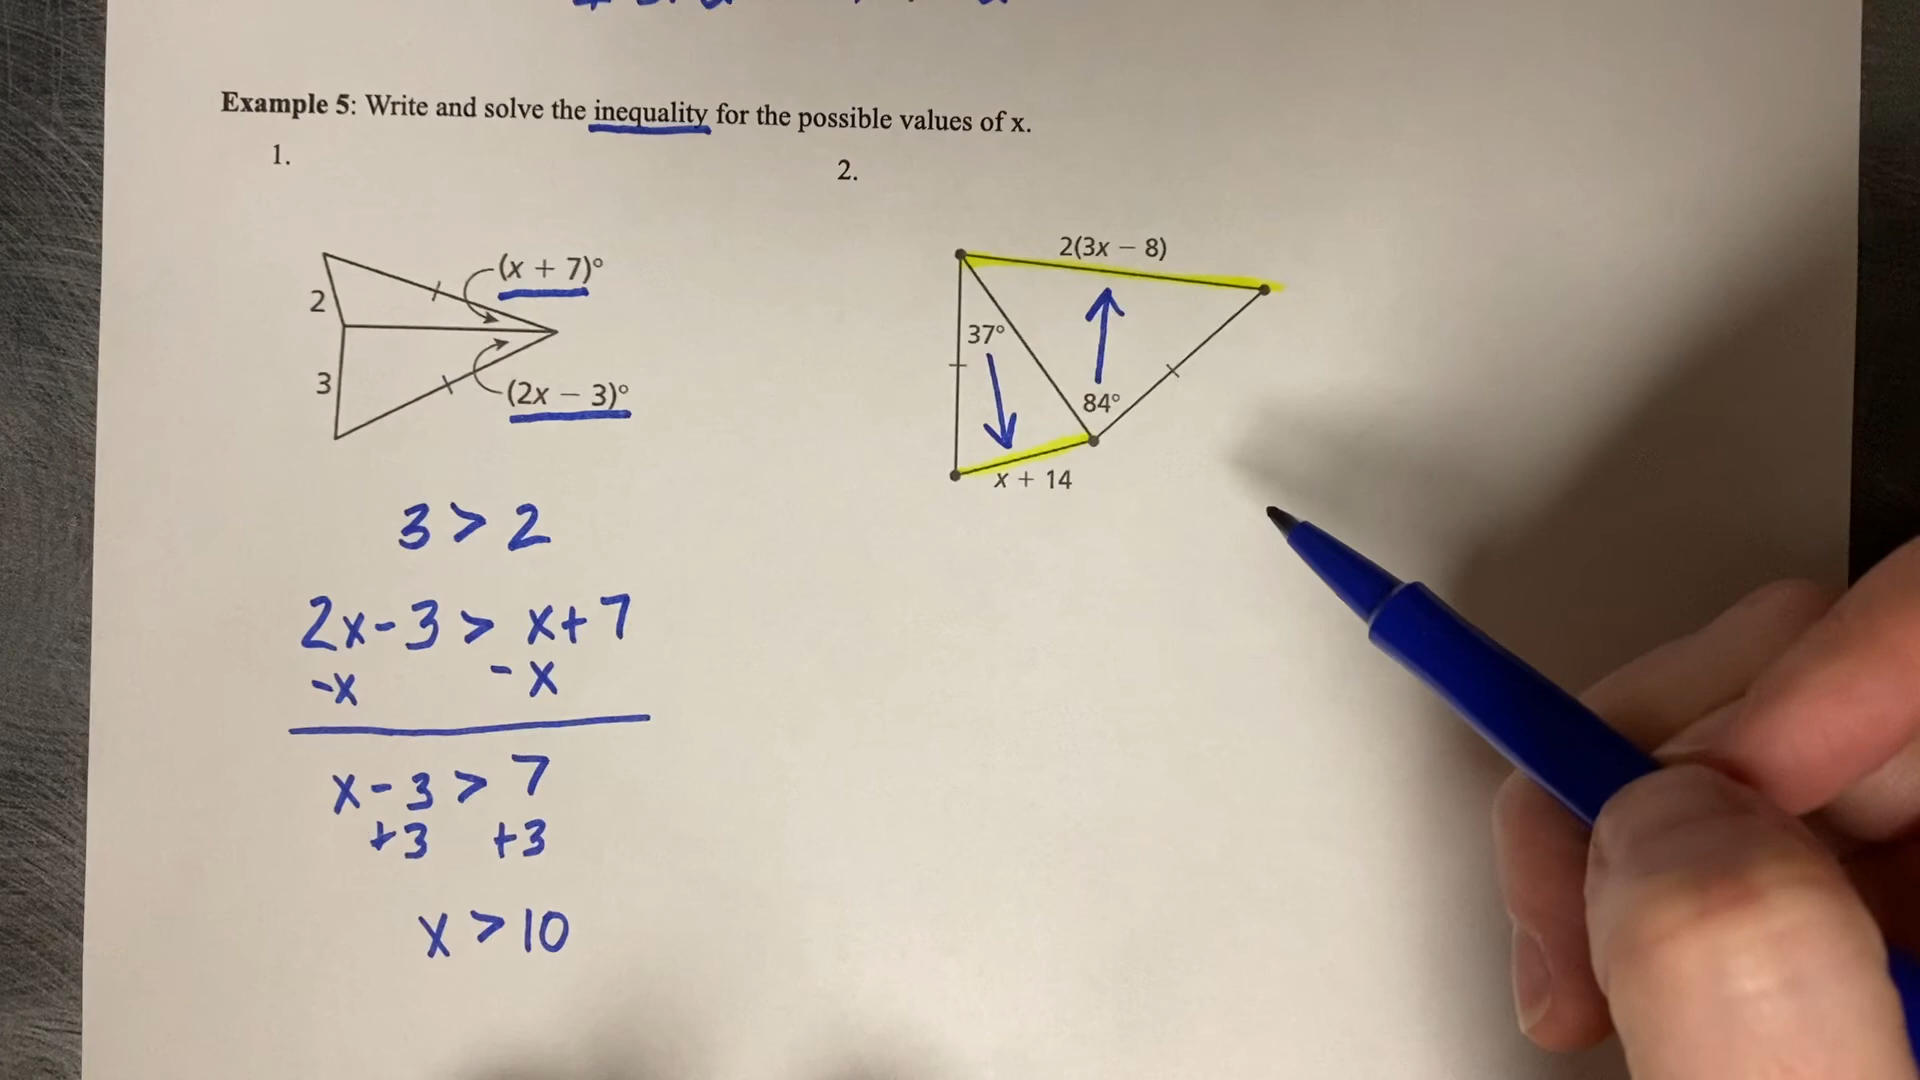 Example 5: Write and solve the inequality for the possible values of x.
1.
2.
(x + 7)°
2
3
(2x − 3)°
2(3x − 8)
37°
84°
x + 14
3 > 2
2x-3 > x+7
-x -x
x-3 > 7
+3 +3
x > 10